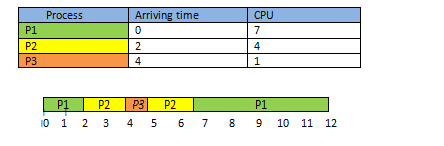 Process Arriving time CPU
P1 0 7
P2 2 4
P3 4 1
P1 P2 P3 P2 P1
0 1 2 3 4 5 6 7 8 9 10 11 12